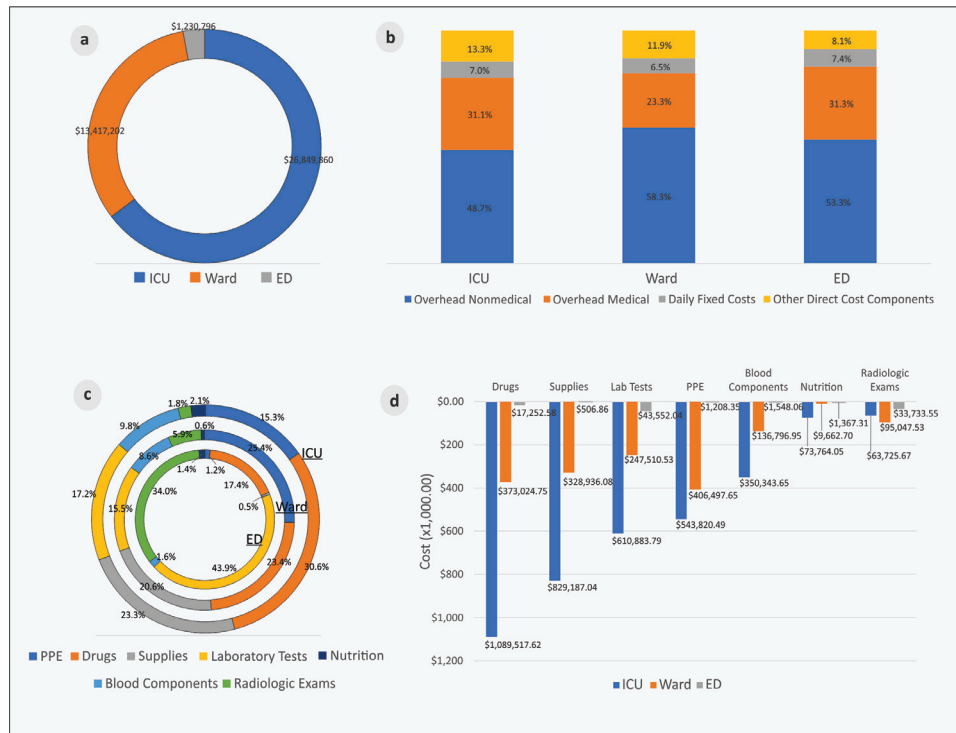 a
$1,230,796
$13,417,202
$26,849,860
ICU Ward ED
b
13.3% 11.9% 8.1%
7.0% 6.5% 7.4%
31.1% 23.3% 31.3%
48.7% 58.3% 53.3%
ICU Ward ED
Overhead Nonmedical Overhead Medical Daily Fixed Costs Other Direct Cost Components
c
1.8% 2.1%
9.8% 15.3%
5.9% 0.6%
8.6% 25.4%
ICU
1.4% 1.2%
34.0% 17.4%
17.2% 15.5% 0.5% Ward
ED
1.6% 43.9% 23.4% 30.6%
20.6%
23.3%
PPE Drugs Supplies Laboratory Tests Nutrition
Blood Components Radiologic Exams
d
Drugs Supplies Lab Tests PPE Blood Components Nutrition Radiologic Exams
Cost (x1,000.00)
$0.00
$200
$400
$600
$800
$1,000
$1,200
$17,252.58 $506.86 $43,552.04 $1,208.35 $1,548.06 $1,367.31 $33,733.55
$373,024.75 $328,936.08 $247,510.53 $406,497.65 $136,796.95 $9,662.70 $95,047.53
$1,089,517.62 $829,187.04 $610,883.79 $543,820.49 $350,343.65 $73,764.05 $63,725.67
ICU Ward ED